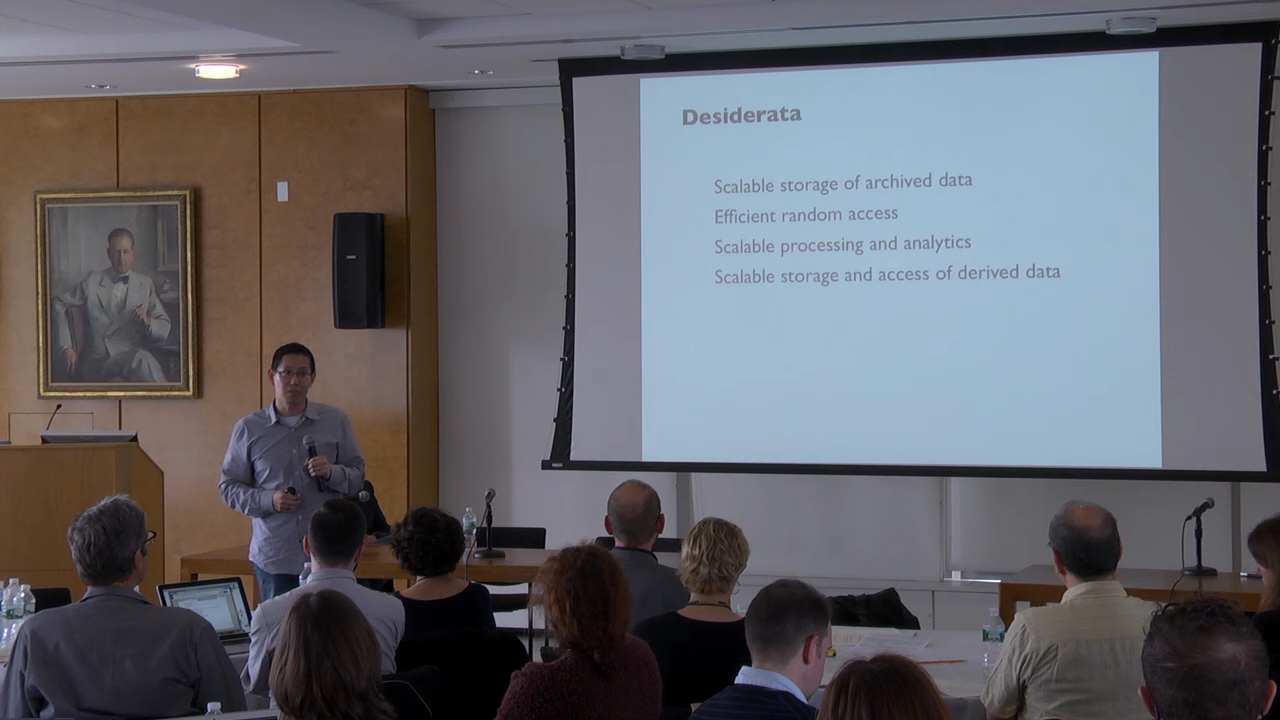 Desiderata
Scalable storage of archived data
Efficient random access
Scalable processing and analytics
Scalable storage and access of derived data